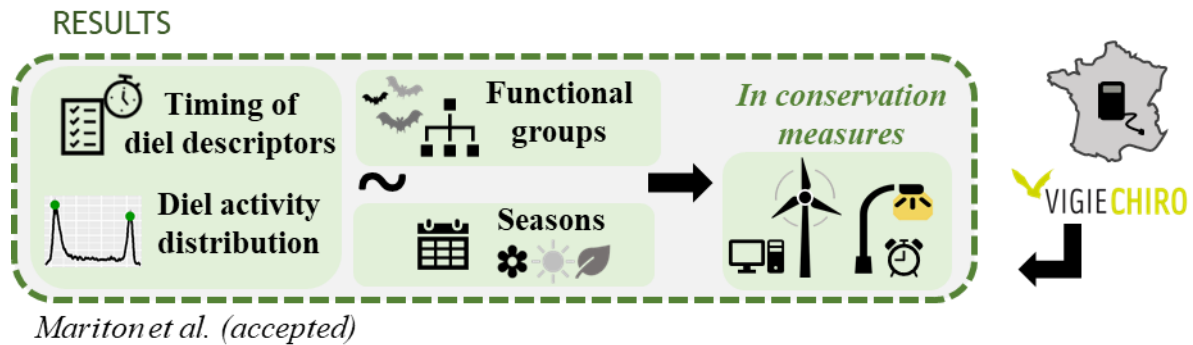 RESULTS
Timing of
diel descriptors
Diel activity
distribution
~
Functional
groups
Seasons
In conservation
measures
VIGIECHIRO
Mariton et al. (accepted)